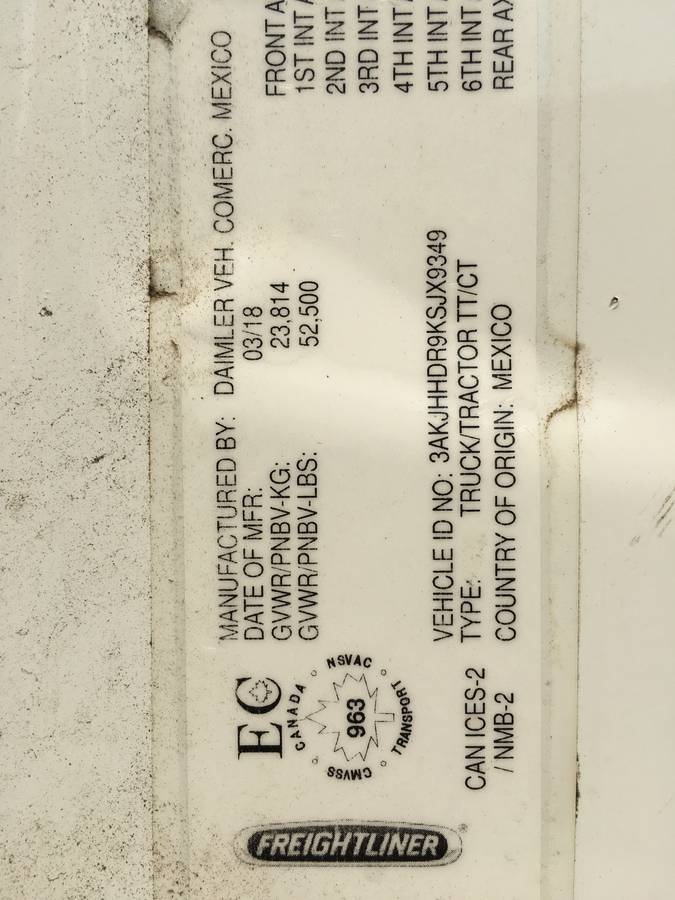 FREIGHTLINER
EC
CANADA
NSVAC
TRANSPORT
CMVSS
963
CAN ICES-2
/ NMB-2
MANUFACTURED BY: DAIMLER VEH. COMERC. MEXICO
DATE OF MFR: 03/18
GVWR/PNBV-KG: 23,814
GVWR/PNBV-LBS: 52,500
VEHICLE ID NO: 3AKJHHDR9KSJX9349
TYPE: TRUCK/TRACTOR TT/CT
COUNTRY OF ORIGIN: MEXICO
FRONT A
1ST INT
2ND INT
3RD INT
4TH INT
5TH INT
6TH INT
REAR